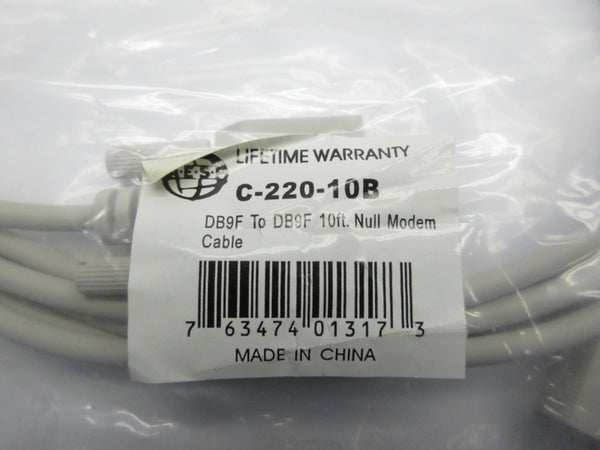 LIFETIME WARRANTY
C-220-10B
DB9F To DB9F 10ft. Null Modem
Cable
7 63474 01317 3
MADE IN CHINA